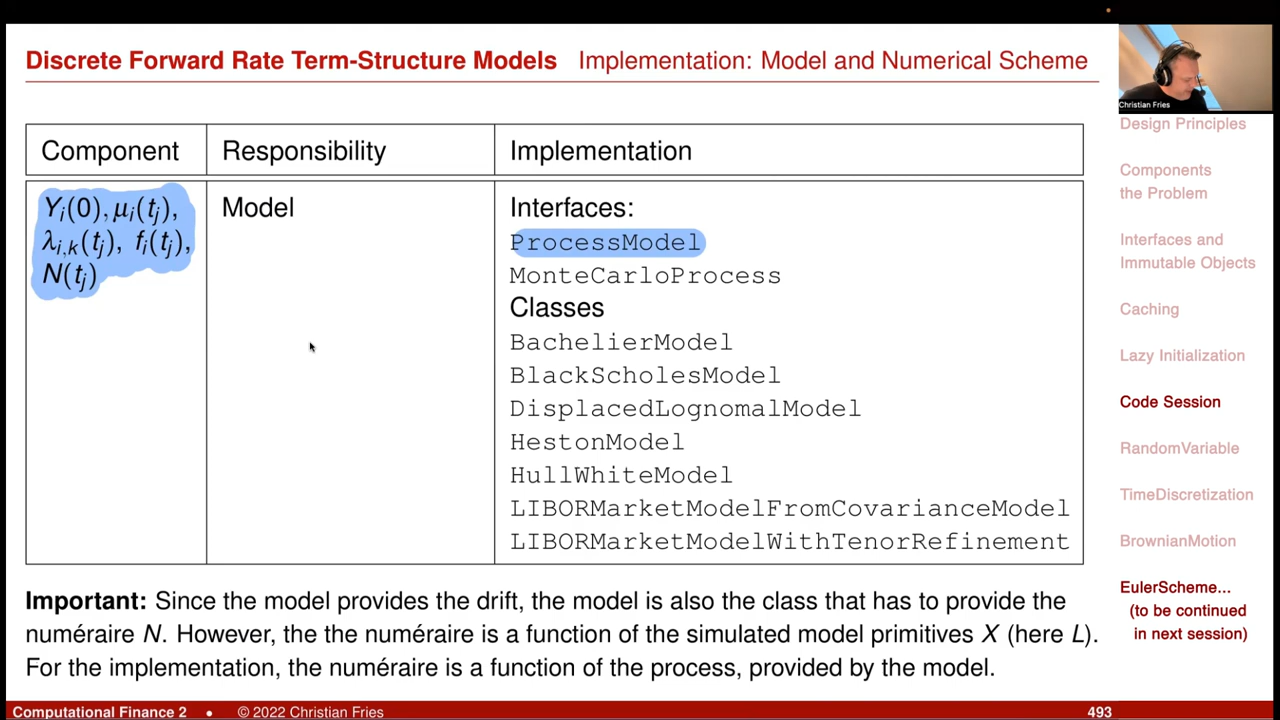 Discrete Forward Rate Term-Structure Models Implementation: Model and Numerical Scheme
Christian Fries
Component Responsibility Implementation
Yᵢ(0), μᵢ(tⱼ),
λᵢ,ₖ(tⱼ), fᵢ(tⱼ),
N(tⱼ)
Model
Interfaces:
ProcessModel
MonteCarloProcess
Classes
BachelierModel
BlackScholesModel
DisplacedLognomalModel
HestonModel
HullWhiteModel
LIBORMarketModelFromCovarianceModel
LIBORMarketModelWithTenorRefinement
Important: Since the model provides the drift, the model is also the class that has to provide the
numéraire N. However, the the numéraire is a function of the simulated model primitives X (here L).
For the implementation, the numéraire is a function of the process, provided by the model.
Design Principles
Components
the Problem
Interfaces and
Immutable Objects
Caching
Lazy Initialization
Code Session
RandomVariable
TimeDiscretization
BrownianMotion
EulerScheme...
(to be continued
in next session)
Computational Finance 2 • © 2022 Christian Fries 493